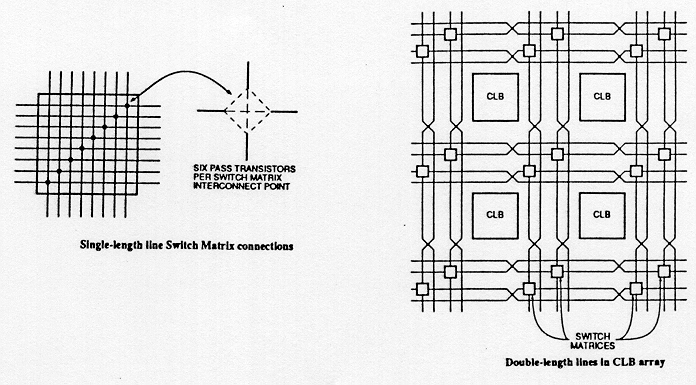 SIX PASS TRANSISTORS
PER SWITCH MATRIX
INTERCONNECT POINT
Single-length line Switch Matrix connections
CLB
CLB
CLB
CLB
SWITCH
MATRICES
Double-length lines in CLB array